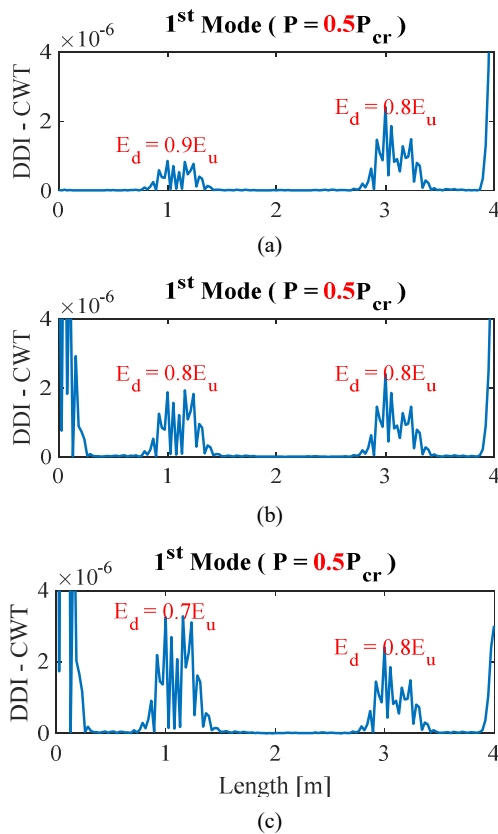 1st Mode ( P = 0.5Pcr )
×10-6
4
2
0
DDI - CWT
Ed = 0.9Eu
Ed = 0.8Eu
0 1 2 3 4
(a)
1st Mode ( P = 0.5Pcr )
×10-6
4
2
0
DDI - CWT
Ed = 0.8Eu
Ed = 0.8Eu
0 1 2 3 4
(b)
1st Mode ( P = 0.5Pcr )
×10-6
4
2
0
DDI - CWT
Ed = 0.7Eu
Ed = 0.8Eu
0 1 2 3 4
Length [m]
(c)